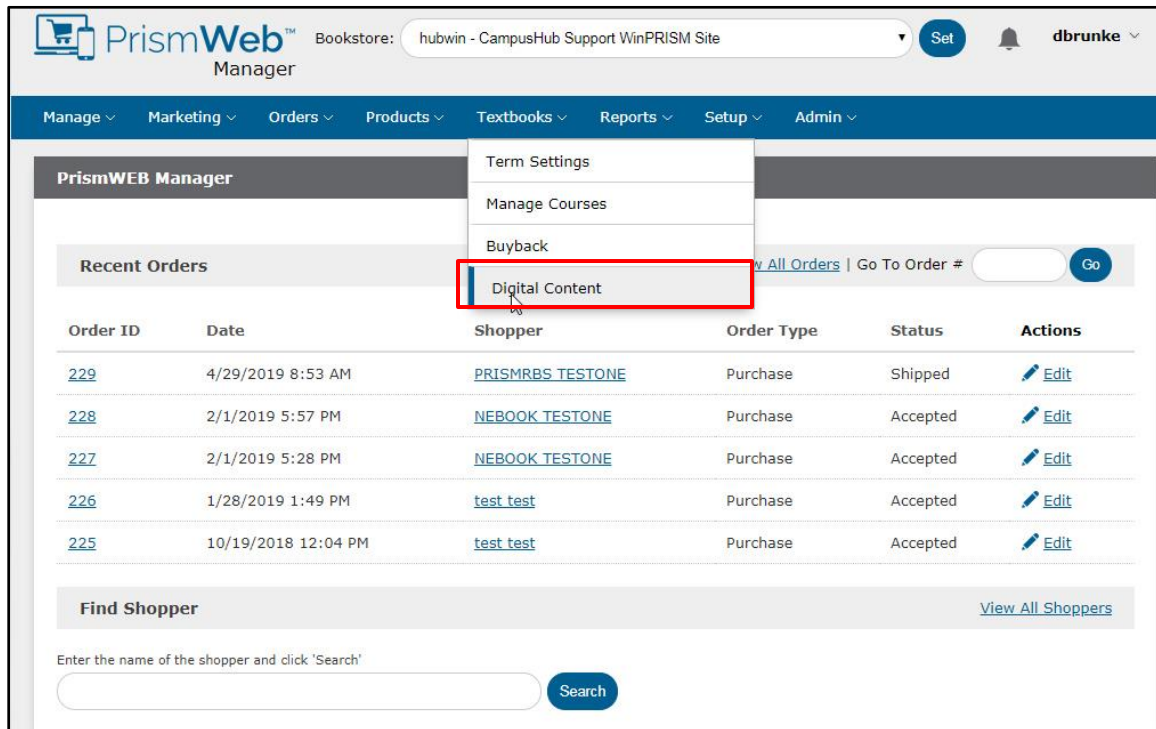 PrismWeb™
Manager
Bookstore: hubwin - CampusHub Support WinPRISM Site Set dbrunke
Manage Marketing Orders Products Textbooks Reports Setup Admin
Term Settings
Manage Courses
Buyback
Digital Content
PrismWEB Manager
Recent Orders w All Orders | Go To Order # Go
Order ID Date Shopper Order Type Status Actions
229 4/29/2019 8:53 AM PRISMRBS TESTONE Purchase Shipped Edit
228 2/1/2019 5:57 PM NEBOOK TESTONE Purchase Accepted Edit
227 2/1/2019 5:28 PM NEBOOK TESTONE Purchase Accepted Edit
226 1/28/2019 1:49 PM test test Purchase Accepted Edit
225 10/19/2018 12:04 PM test test Purchase Accepted Edit
Find Shopper View All Shoppers
Enter the name of the shopper and click 'Search'
Search